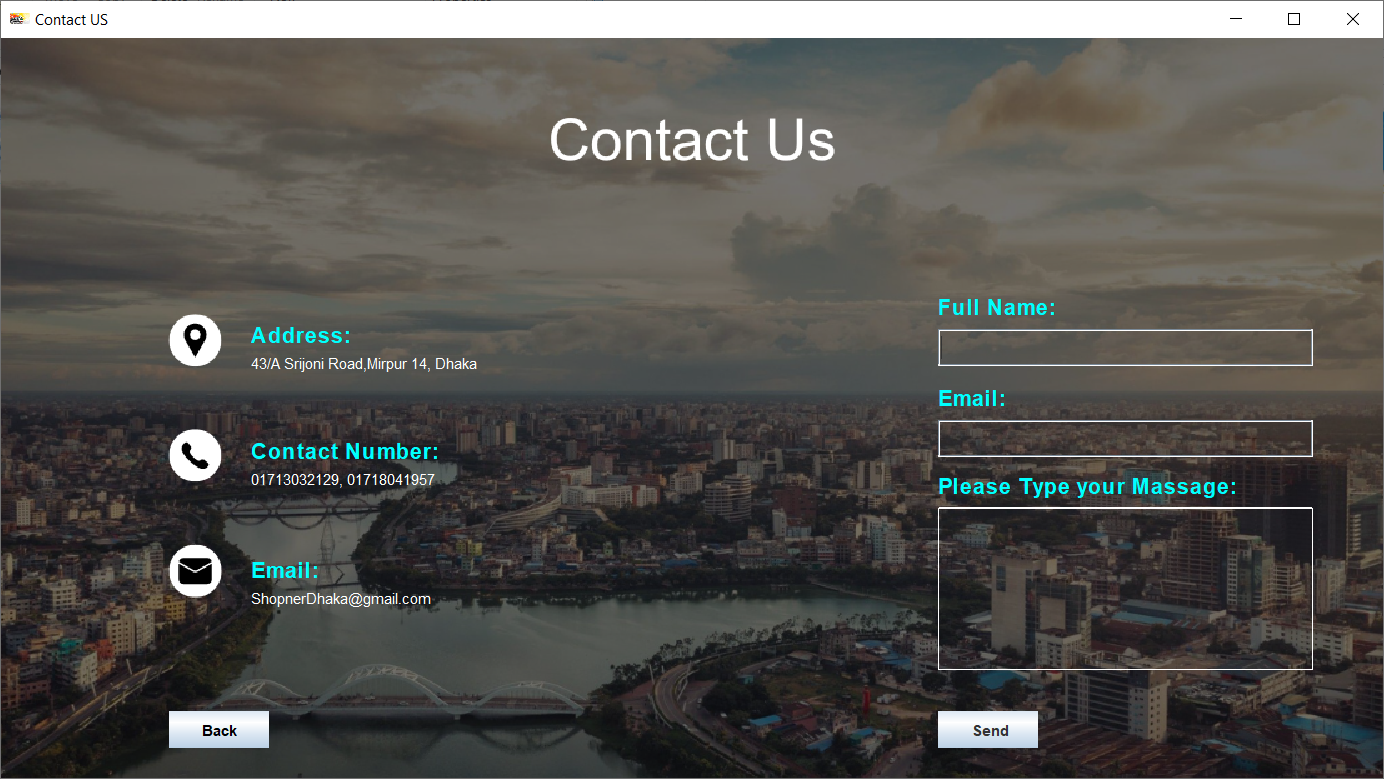 Contact US
Contact Us
Address:
43/A Srijoni Road,Mirpur 14, Dhaka
Contact Number:
01713032129, 01718041957
Email:
ShopnerDhaka@gmail.com
Back
Full Name:
Email:
Please Type your Massage:
Send